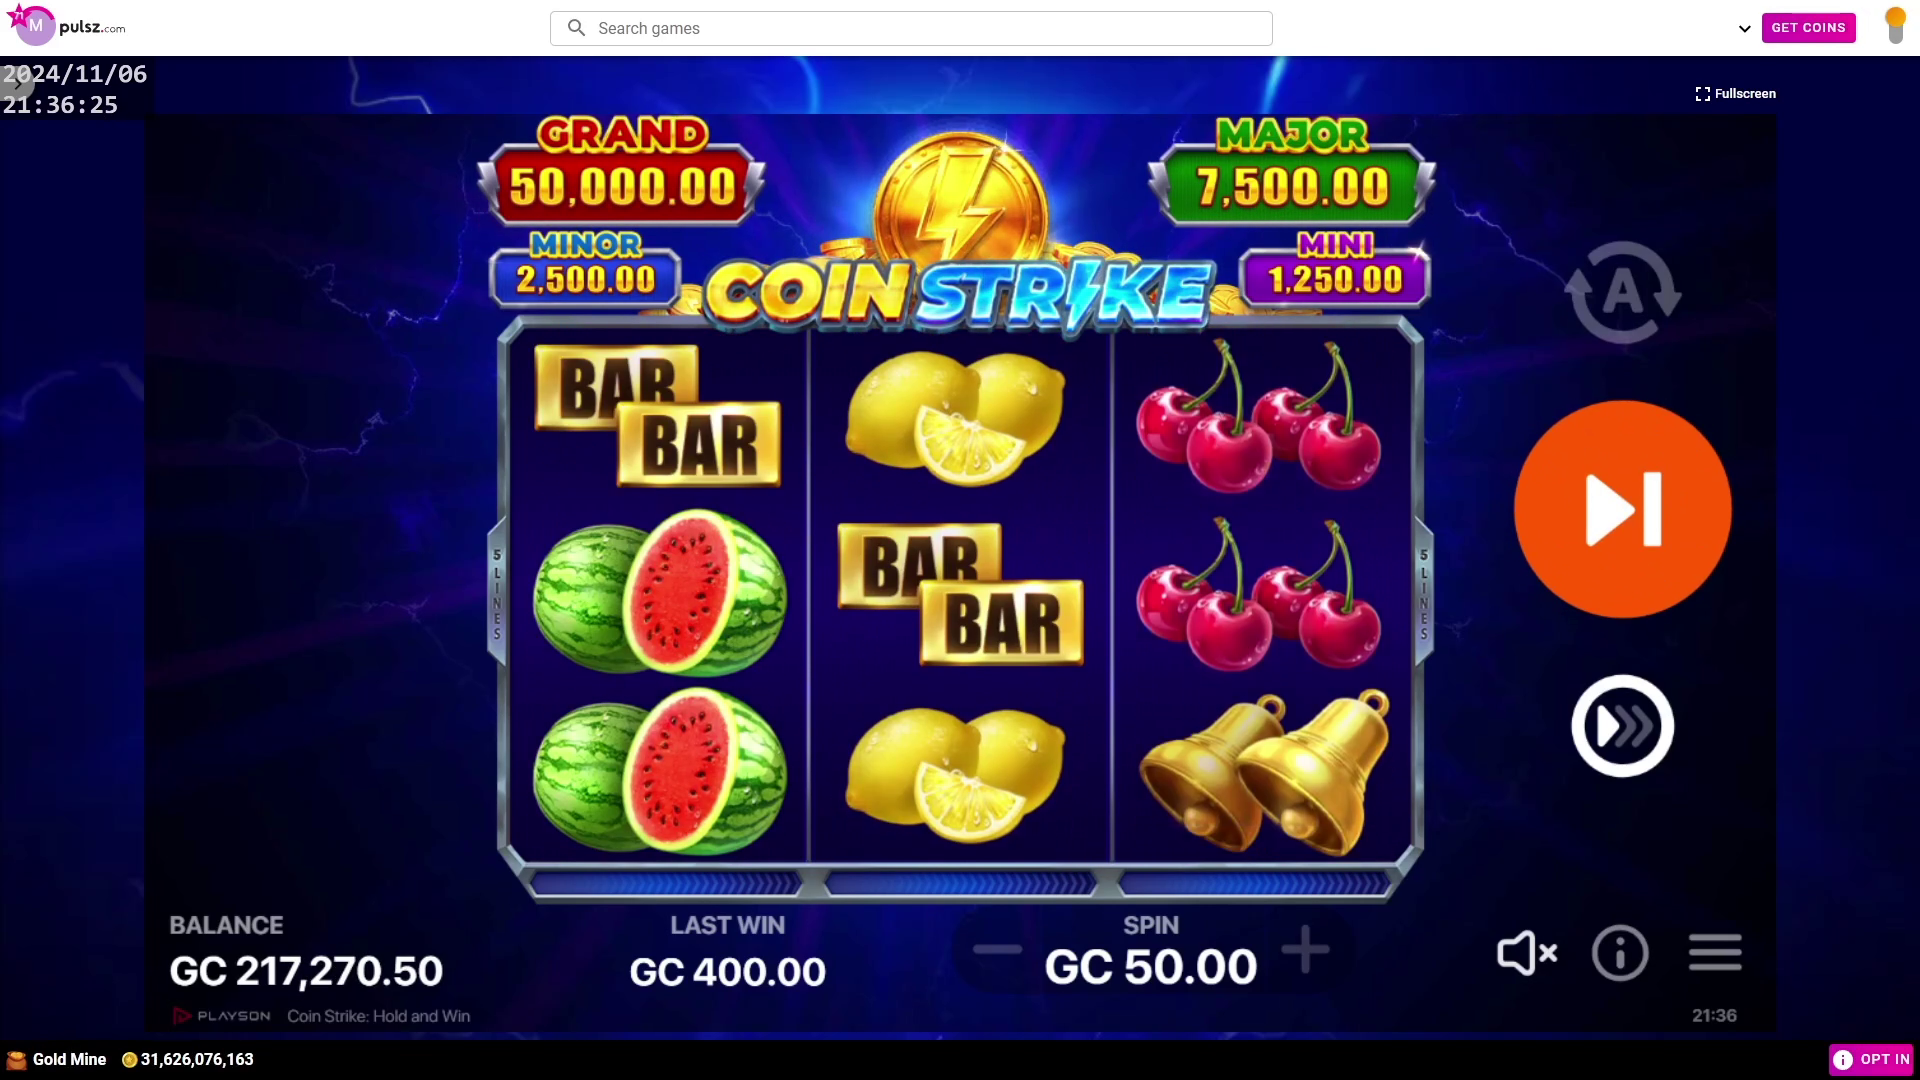 M pulsz.com
Search games
GET COINS
2024/11/06
21:36:25
Fullscreen
GRAND
50,000.00
MAJOR
7,500.00
MINOR
2,500.00
MINI
1,250.00
COIN STRIKE
BAR
BAR
BAR
BAR
5 LINES
5 LINES
BALANCE
GC 217,270.50
LAST WIN
GC 400.00
SPIN
GC 50.00
A
PLAYSON Coin Strike: Hold and Win
21:36
Gold Mine 31,626,076,163
OPT IN